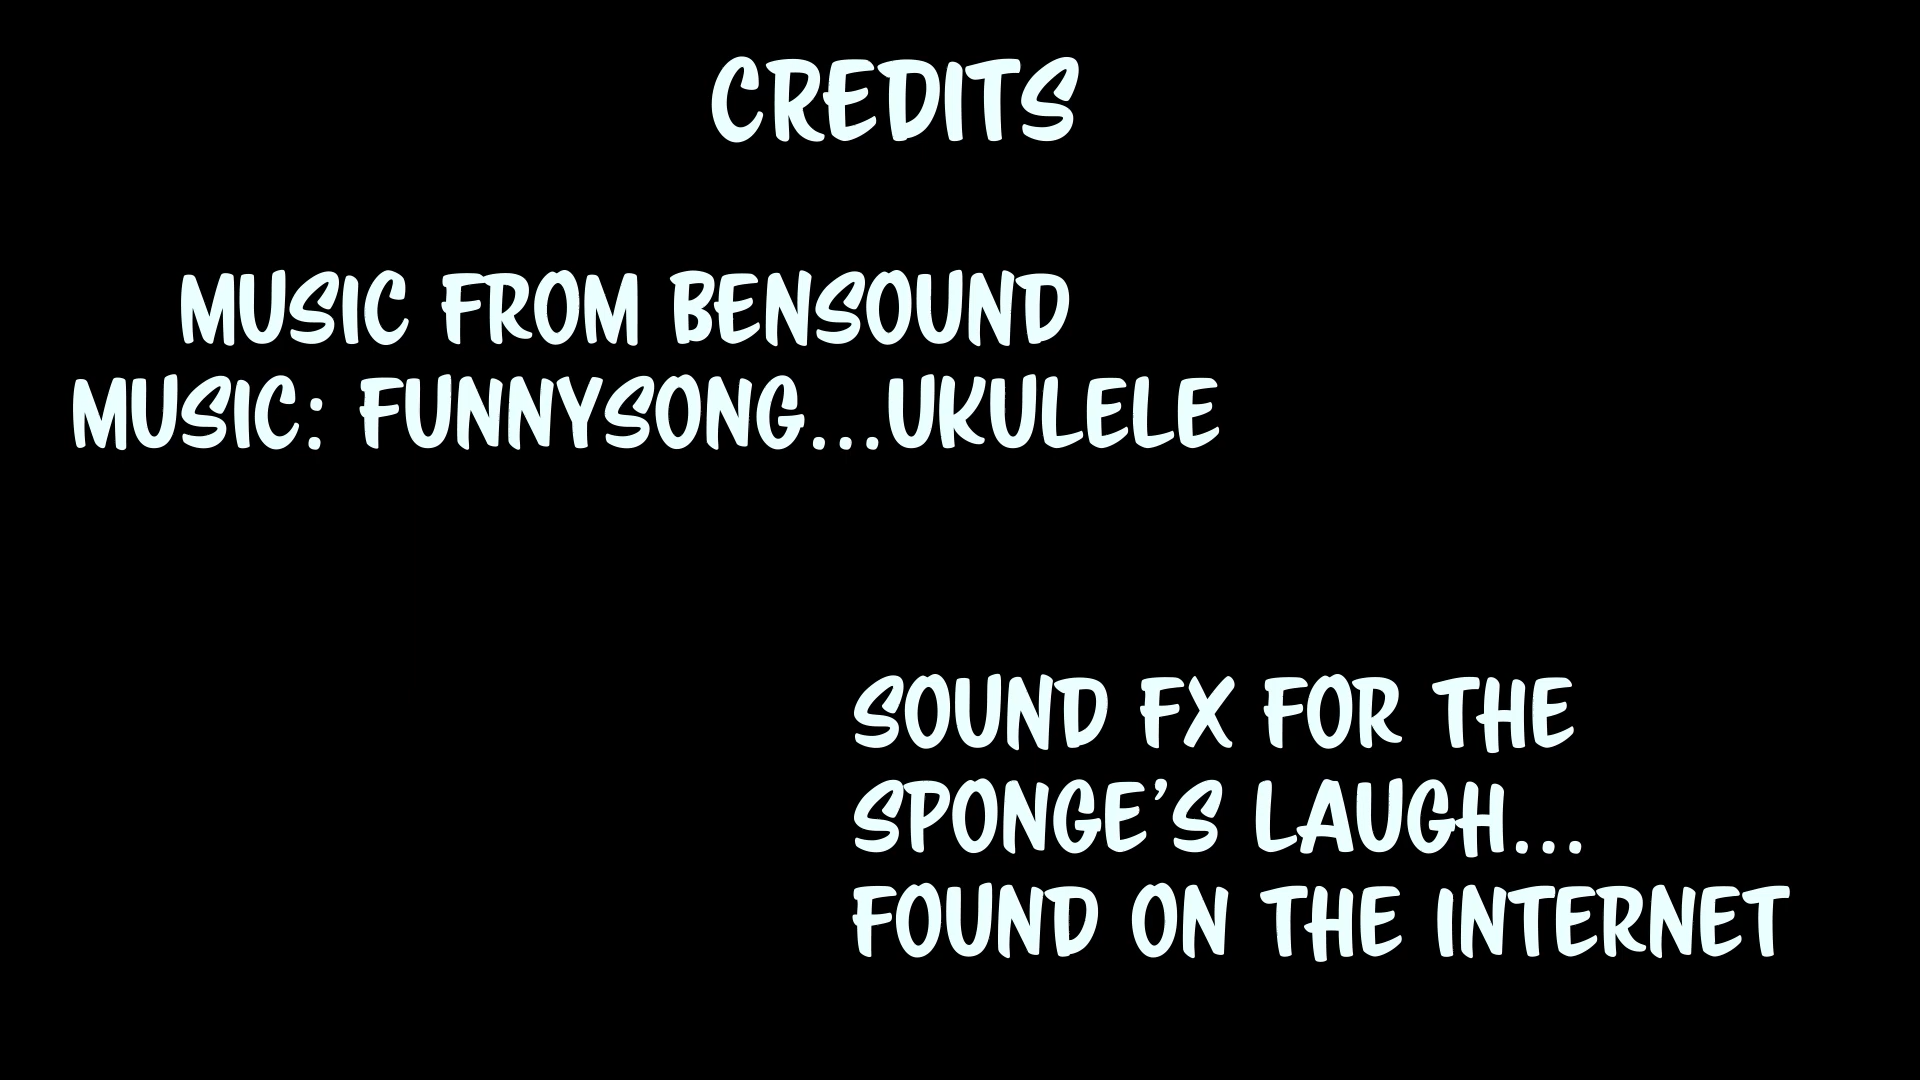 CREDITS
MUSIC FROM BENSOUND
MUSIC: FUNNYSONG...UKULELE
SOUND FX FOR THE
SPONGE'S LAUGH...
FOUND ON THE INTERNET